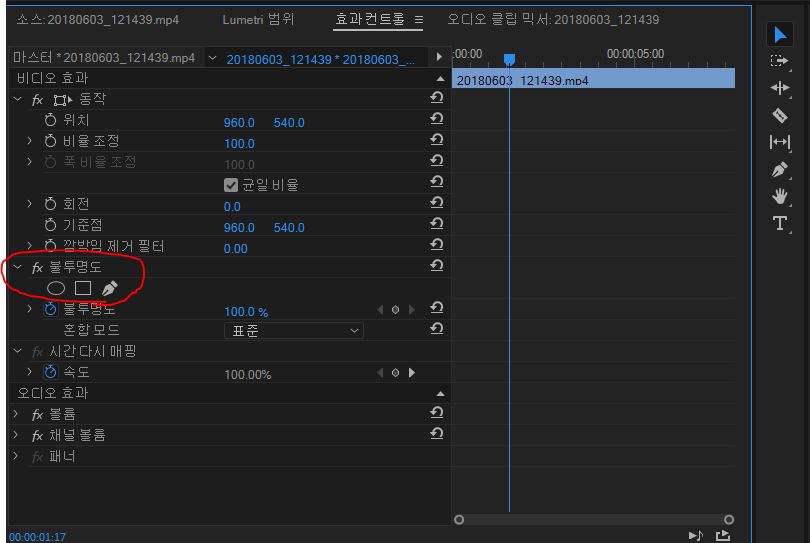 소스: 20180603_121439.mp4 Lumetri 범위 효과 컨트롤 오디오 클립 믹서: 20180603_121439
마스터 * 20180603_121439.mp4 20180603_121439 * 20180603_... :00:00 00:00:05:00
비디오 효과 20180603_121439.mp4
fx 동작
위치 960.0 540.0
비율 조정 100.0
폭 비율 조정 100.0
균일 비율
회전 0.0
기준점 960.0 540.0
깜박임 제거 필터 0.00
fx 불투명도
불투명도 100.0 %
혼합 모드 표준
fx 시간 다시 매핑
속도 100.00%
오디오 효과
fx 볼륨
fx 채널 볼륨
fx 패너
00:00:01:17